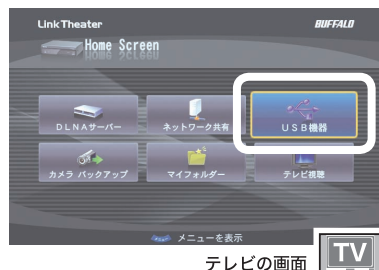 LinkTheater
BUFFALO
Home Screen
DLNAサーバー
ネットワーク共有
USB機器
カメラ バックアップ
マイフォルダー
テレビ視聴
メニューを表示
テレビの画面
TV